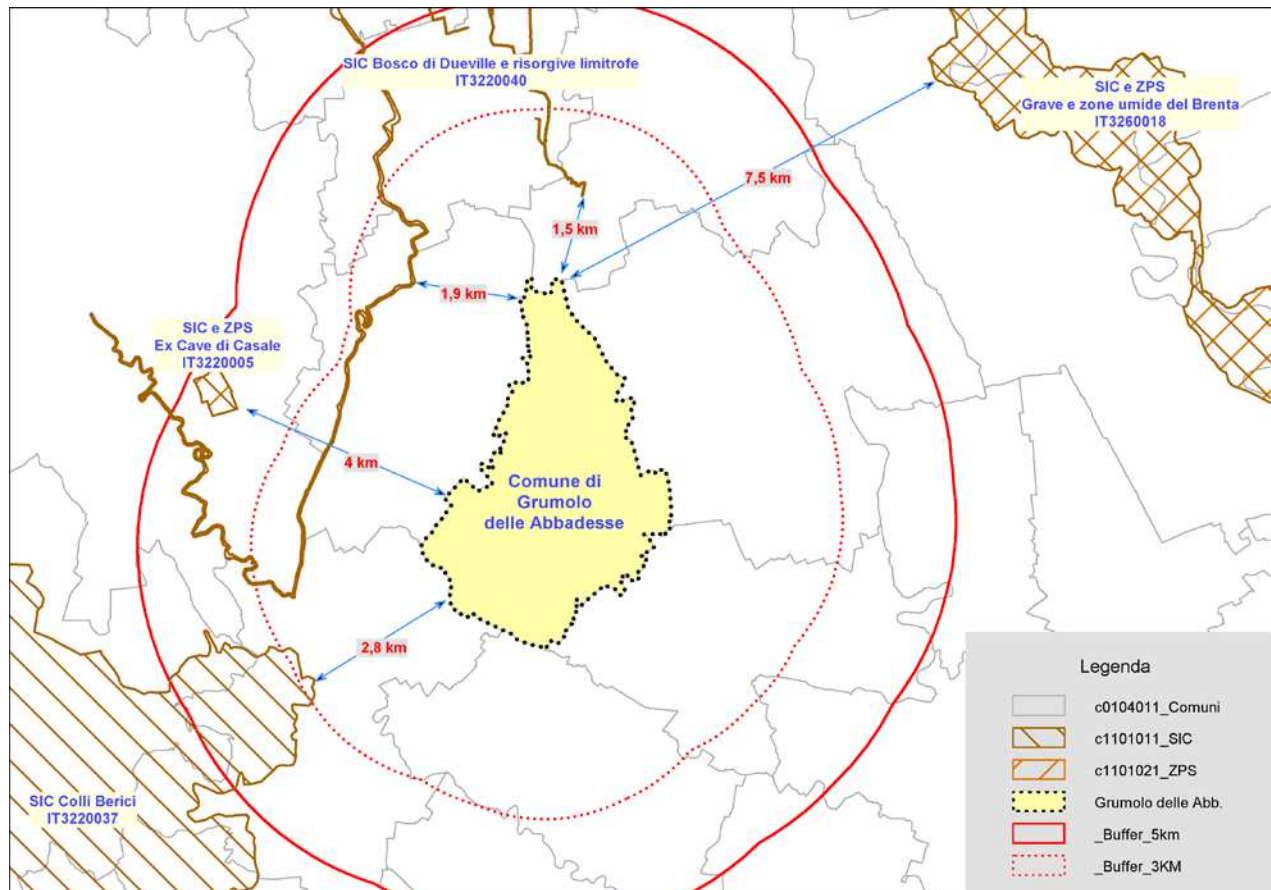 SIC Bosco di Dueville e risorgive limitrofe
IT3220040
SIC e ZPS
Grave e zone umide del Brenta
IT3260018
7,5 km
1,5 km
1,9 km
SIC e ZPS
Ex Cave di Casale
IT3220005
4 km
Comune di
Grumolo
delle Abbadesse
2,8 km
SIC Colli Berici
IT3220037
Legenda
c0104011_Comuni
c1101011_SIC
c1101021_ZPS
Grumolo delle Abb.
_Buffer_5km
_Buffer_3KM